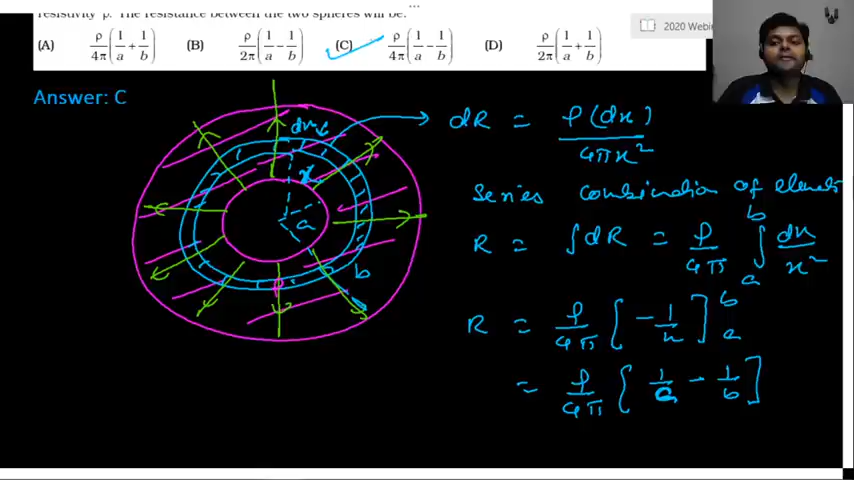 resistivity ρ. The resistance between the two spheres will be:
(A) ρ/4π (1/a + 1/b) (B) ρ/2π (1/a − 1/b) (C) ρ/4π (1/a − 1/b) (D) ρ/2π (1/a + 1/b)
2020 Webin
Answer: C
dx
x
a
b
dR = ρ(dx)/4πx²
Series combination of element
R = ∫dR = ρ/4π ∫ₐᵇ dx/x²
R = ρ/4π [−1/x]ₐᵇ
= ρ/4π [1/a − 1/b]